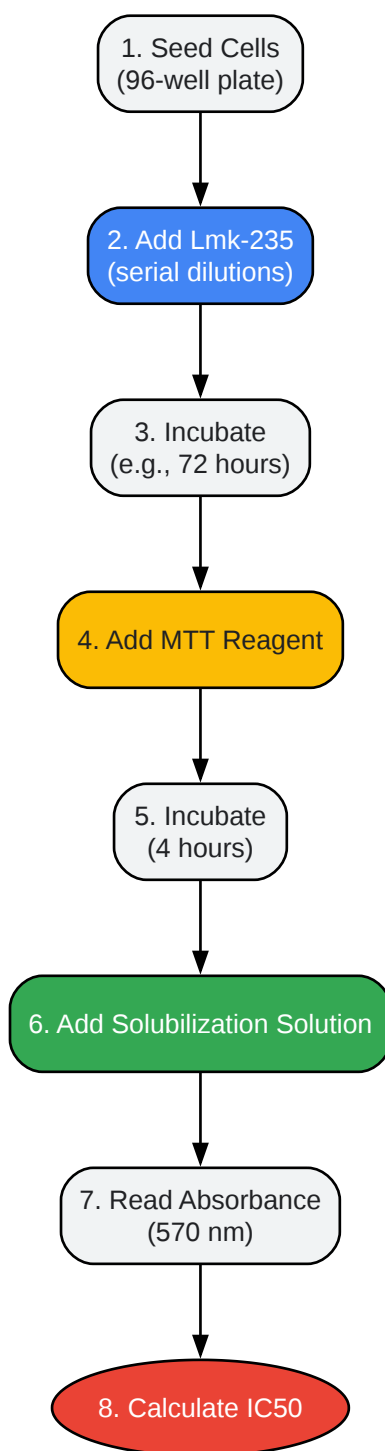 1. Seed Cells
(96-well plate)
2. Add Lmk-235
(serial dilutions)
3. Incubate
(e.g., 72 hours)
4. Add MTT Reagent
5. Incubate
(4 hours)
6. Add Solubilization Solution
7. Read Absorbance
(570 nm)
8. Calculate IC50